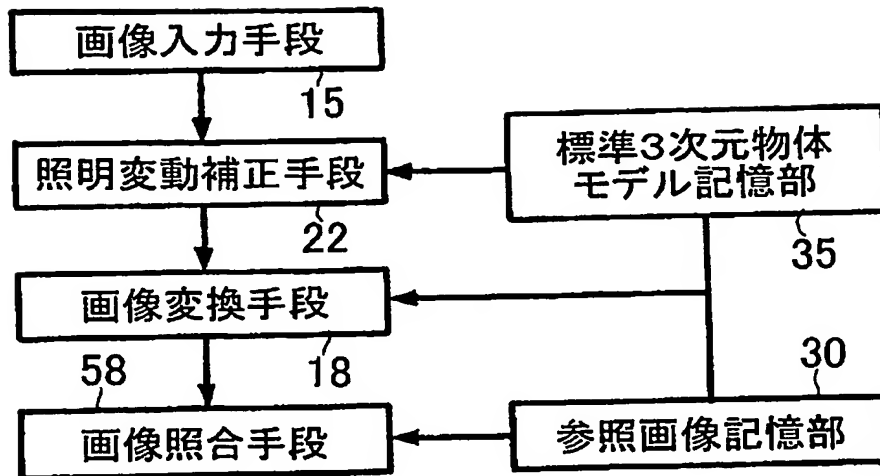 画像入力手段
15
照明変動補正手段
22
標準3次元物体
モデル記憶部
35
画像変換手段
18
58
画像照合手段
30
参照画像記憶部